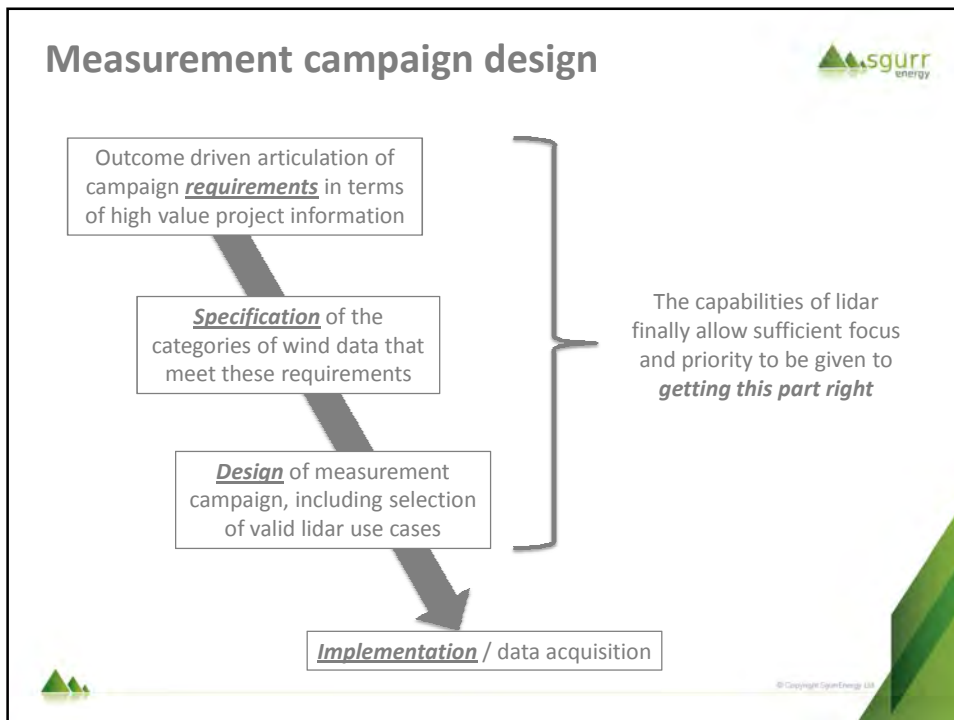 Measurement campaign design
sgurr
energy
Outcome driven articulation of
campaign requirements in terms
of high value project information
Specification of the
categories of wind data that
meet these requirements
Design of measurement
campaign, including selection
of valid lidar use cases
Implementation / data acquisition
The capabilities of lidar
finally allow sufficient focus
and priority to be given to
getting this part right
© Copyright SgurrEnergy Ltd